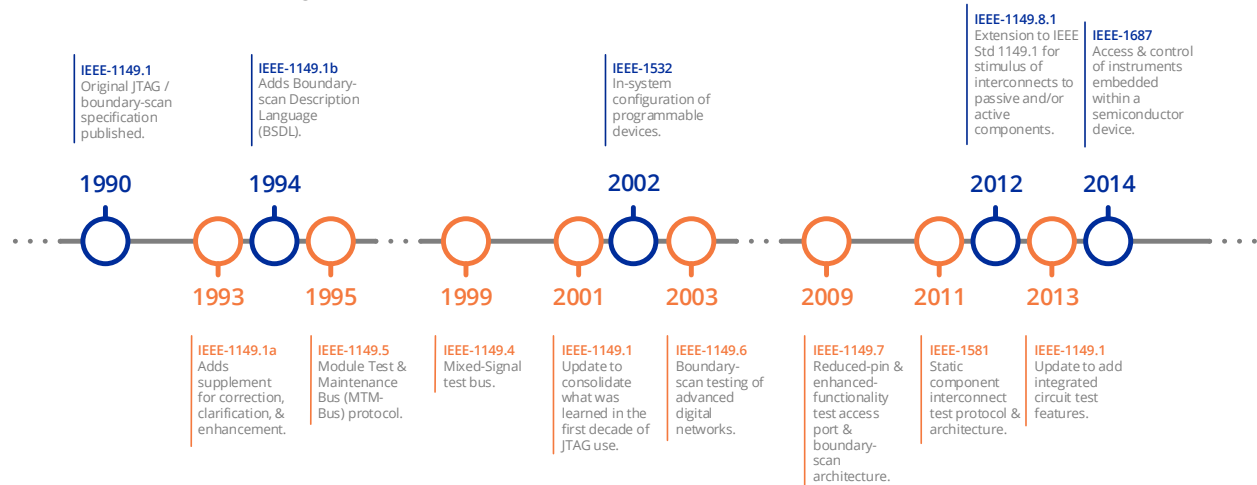 IEEE-1149.1
Original JTAG /
boundary-scan
specification
published.
1990
IEEE-1149.1b
Adds Boundary-
scan Description
Language
(BSDL).
1994
IEEE-1532
In-system
configuration of
programmable
devices.
2002
IEEE-1149.8.1
Extension to IEEE
Std 1149.1 for
stimulus of
interconnects to
passive and/or
active
components.
2012
IEEE-1687
Access & control
of instruments
embedded
within a
semiconductor
device.
2014
1993
IEEE-1149.1a
Adds
supplement
for correction,
clarification, &
enhancement.
1995
IEEE-1149.5
Module Test &
Maintenance
Bus (MTM-
Bus) protocol.
1999
IEEE-1149.4
Mixed-Signal
test bus.
2001
IEEE-1149.1
Update to
consolidate
what was
learned in the
first decade of
JTAG use.
2003
IEEE-1149.6
Boundary-
scan testing of
advanced
digital
networks.
2009
IEEE-1149.7
Reduced-pin &
enhanced-
functionality
test access
port &
boundary-
scan
architecture.
2011
IEEE-1581
Static
component
interconnect
test protocol &
architecture.
2013
IEEE-1149.1
Update to add
integrated
circuit test
features.